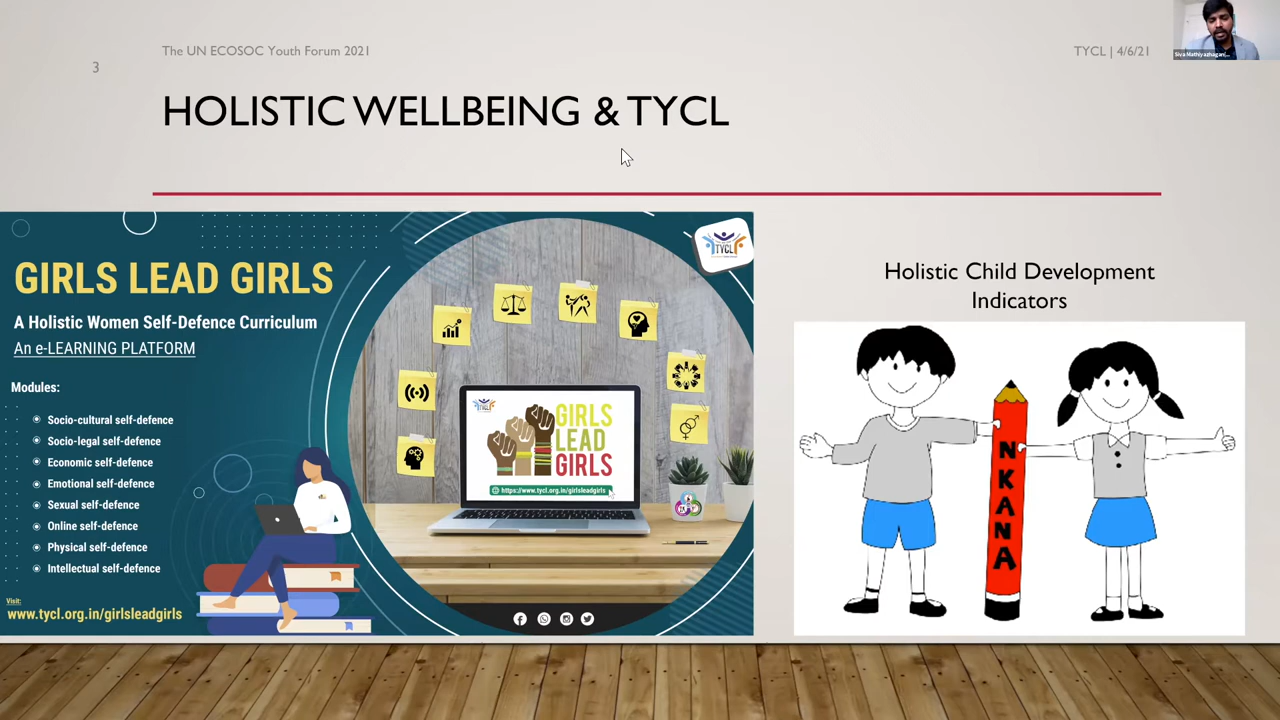 The UN ECOSOC Youth Forum 2021
TYCL | 4/6/21
3
HOLISTIC WELLBEING & TYCL
GIRLS LEAD GIRLS
A Holistic Women Self-Defence Curriculum
An e-LEARNING PLATFORM
Modules:
Socio-cultural self-defence
Socio-legal self-defence
Economic self-defence
Emotional self-defence
Sexual self-defence
Online self-defence
Physical self-defence
Intellectual self-defence
Visit:
www.tycl.org.in/girlsleadgirls
TYCL
TYCL
GIRLS
LEAD
GIRLS
https://www.tycl.org.in/girlsleadgirls
Holistic Child Development
Indicators
NKANA